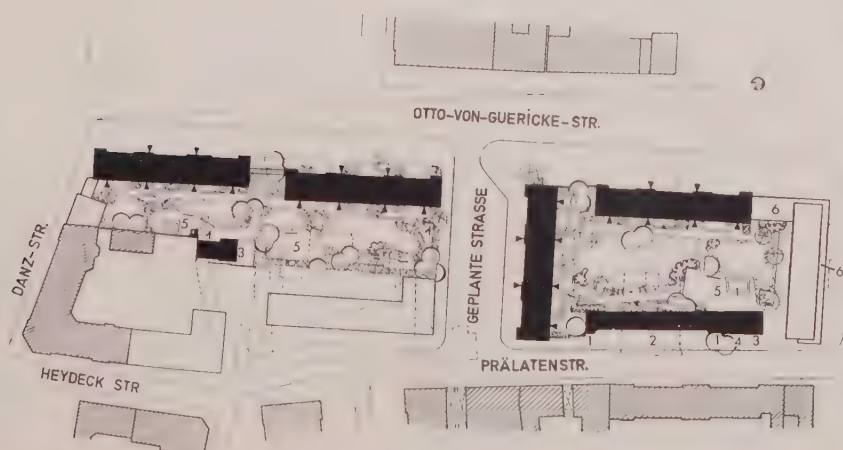 OTTO-VON-GUERICKE-STR.
DANZ-STR.
GEPLANTE STRASSE
HEYDECK STR
PRÄLATENSTR.
5
4
3
5
6
5
1
6
1
2
1
4
3